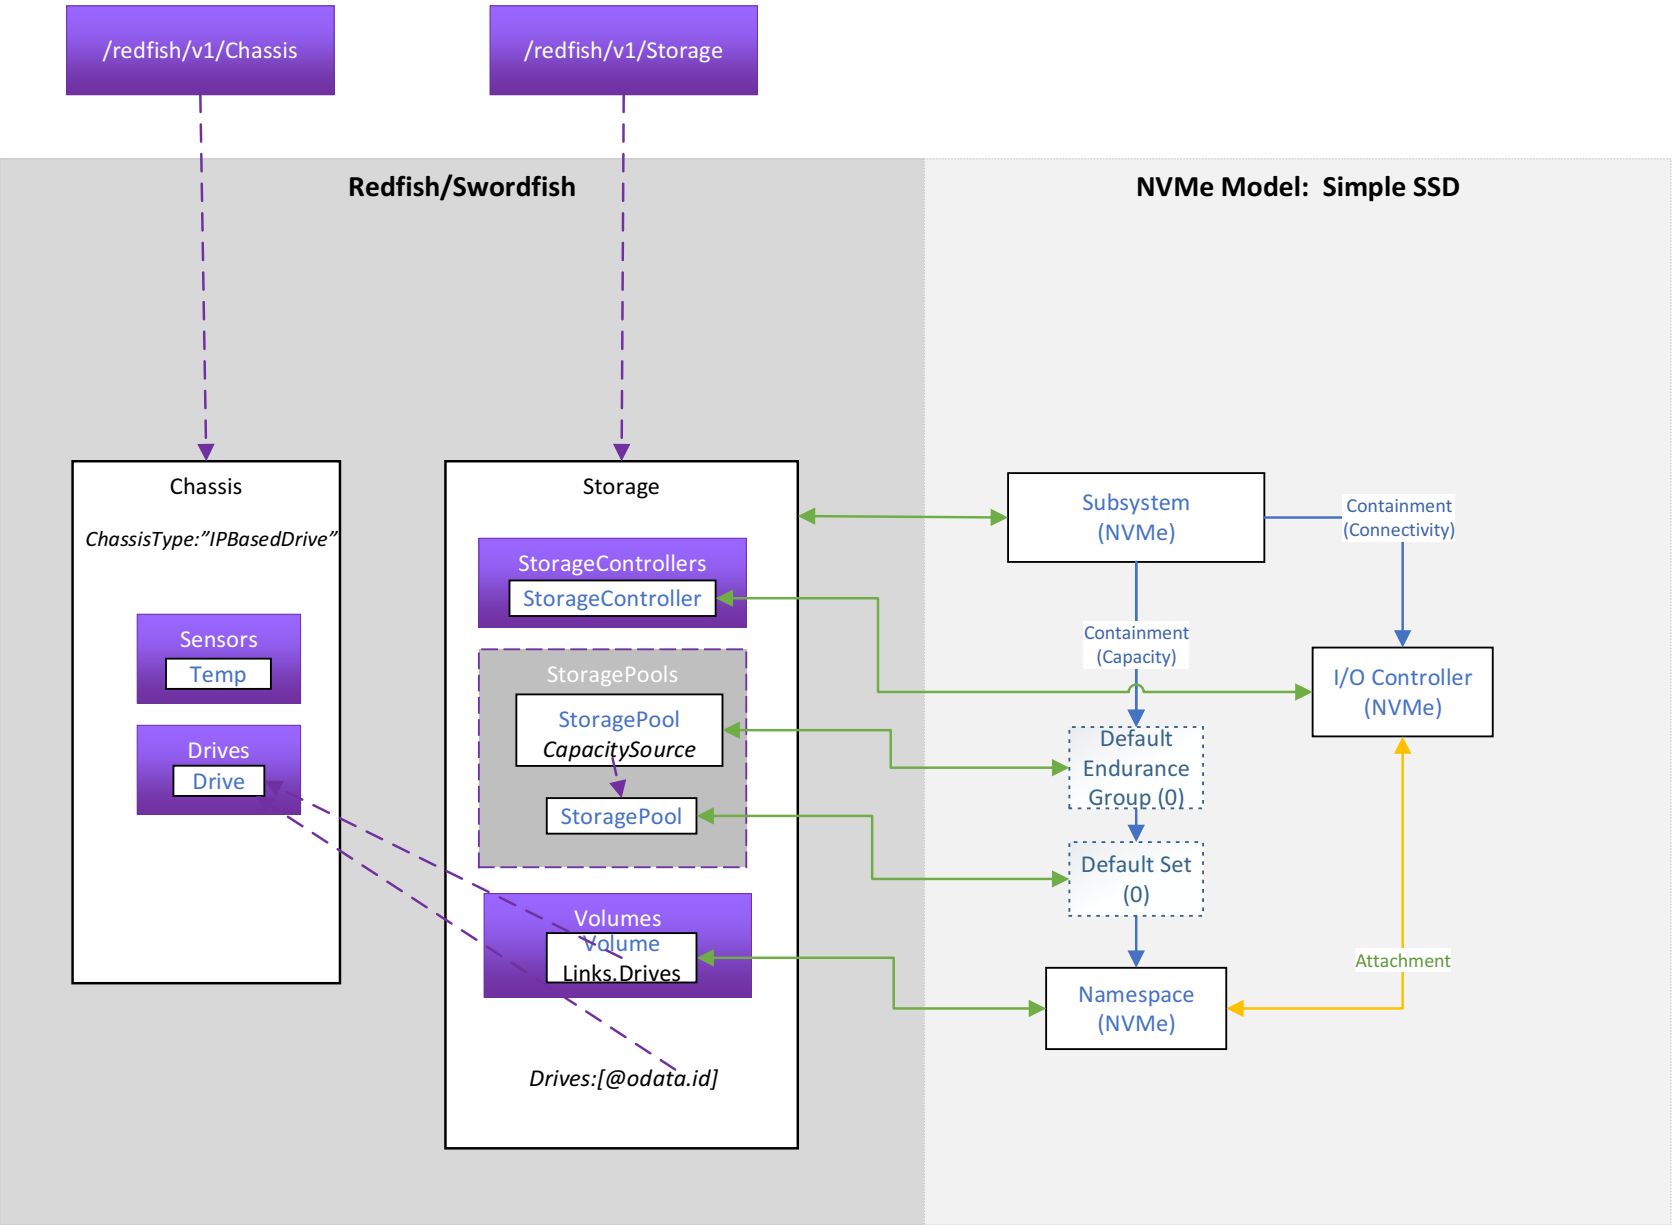 /redfish/v1/Chassis
/redfish/v1/Storage
Redfish/Swordfish
NVMe Model:  Simple SSD
Chassis
ChassisType:”IPBasedDrive”
Sensors
Temp
Drives
Drive
Storage
StorageControllers
StorageController
StoragePools
StoragePool
CapacitySource
StoragePool
Volumes
Volume
Links.Drives
Drives:[@odata.id]
Subsystem
(NVMe)
Containment
(Connectivity)
Containment
(Capacity)
I/O Controller
(NVMe)
Default
Endurance
Group (0)
Default Set
(0)
Attachment
Namespace
(NVMe)